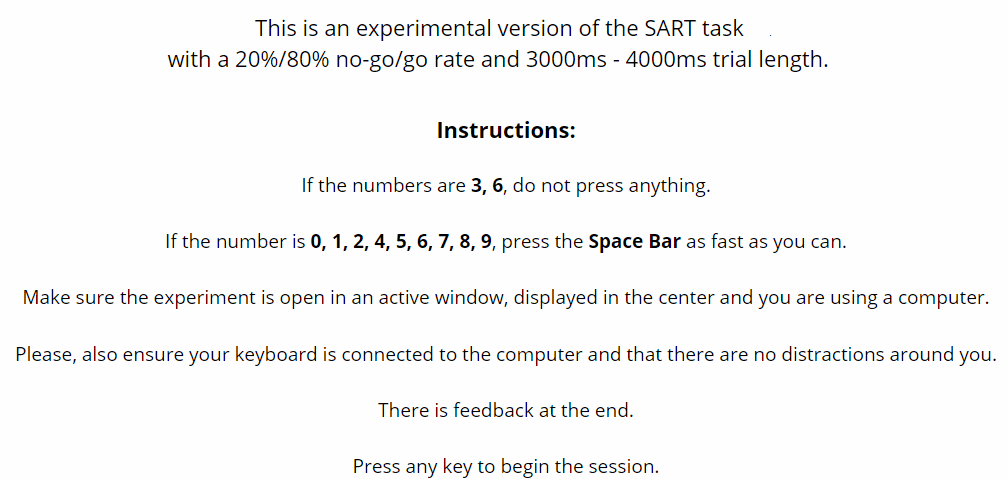 This is an experimental version of the SART task
with a 20%/80% no-go/go rate and 3000ms - 4000ms trial length.
Instructions:
If the numbers are 3, 6, do not press anything.
If the number is 0, 1, 2, 4, 5, 6, 7, 8, 9, press the Space Bar as fast as you can.
Make sure the experiment is open in an active window, displayed in the center and you are using a computer.
Please, also ensure your keyboard is connected to the computer and that there are no distractions around you.
There is feedback at the end.
Press any key to begin the session.